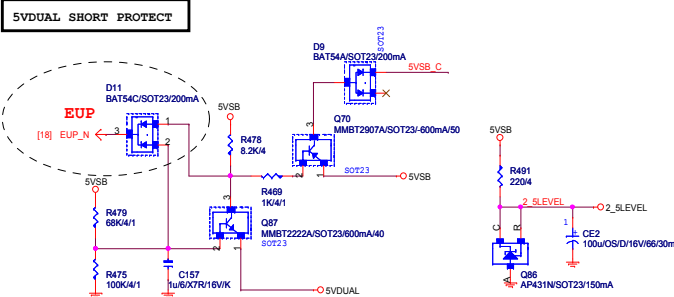 5VDUAL SHORT PROTECT
D9
BAT54A/SOT23/200mA
SOT23
5VSB_C
D11
BAT54C/SOT23/200mA
EUP
[18] EUP_N
3
1
2
5VSB
R478
8.2K/4
3
Q70
MMBT2907A/SOT23/-600mA/50
2
1
SOT23
5VSB
R469
1K/4/1
5VSB
R479
68K/4/1
3
Q87
MMBT2222A/SOT23/600mA/40
SOT23
2
1
R475
100K/4/1
C157
1u/6/X7R/16V/K
5VDUAL
5VSB
R491
220/4
2_5LEVEL
2_5LEVEL
C
R
A
Q86
AP431N/SOT23/150mA
1
+
CE2
100u/OS/D/16V/66/30m